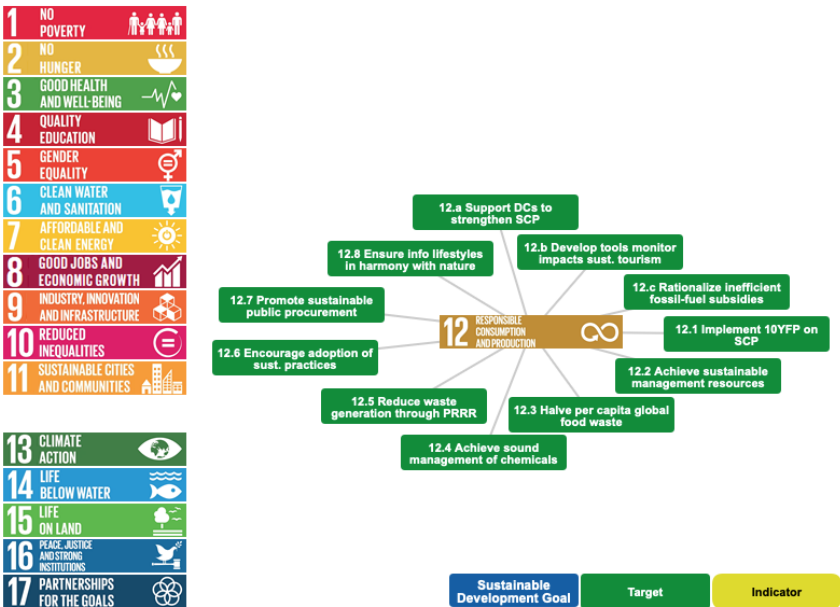 1 NO
POVERTY
2 NO
HUNGER
3 GOOD HEALTH
AND WELL-BEING
4 QUALITY
EDUCATION
5 GENDER
EQUALITY
6 CLEAN WATER
AND SANITATION
7 AFFORDABLE AND
CLEAN ENERGY
8 GOOD JOBS AND
ECONOMIC GROWTH
9 INDUSTRY, INNOVATION
AND INFRASTRUCTURE
10 REDUCED
INEQUALITIES
11 SUSTAINABLE CITIES
AND COMMUNITIES
13 CLIMATE
ACTION
14 LIFE
BELOW WATER
15 LIFE
ON LAND
16 PEACE, JUSTICE
AND STRONG
INSTITUTIONS
17 PARTNERSHIPS
FOR THE GOALS
12.a Support DCs to
strengthen SCP
12.b Develop tools monitor
impacts sust. tourism
12.8 Ensure info lifestyles
in harmony with nature
12.c Rationalize inefficient
fossil-fuel subsidies
12.7 Promote sustainable
public procurement
12 RESPONSIBLE
CONSUMPTION
AND PRODUCTION
12.1 Implement 10YFP on
SCP
12.6 Encourage adoption of
sust. practices
12.2 Achieve sustainable
management resources
12.5 Reduce waste
generation through PRRR
12.3 Halve per capita global
food waste
12.4 Achieve sound
management of chemicals
Sustainable
Development Goal
Target
Indicator